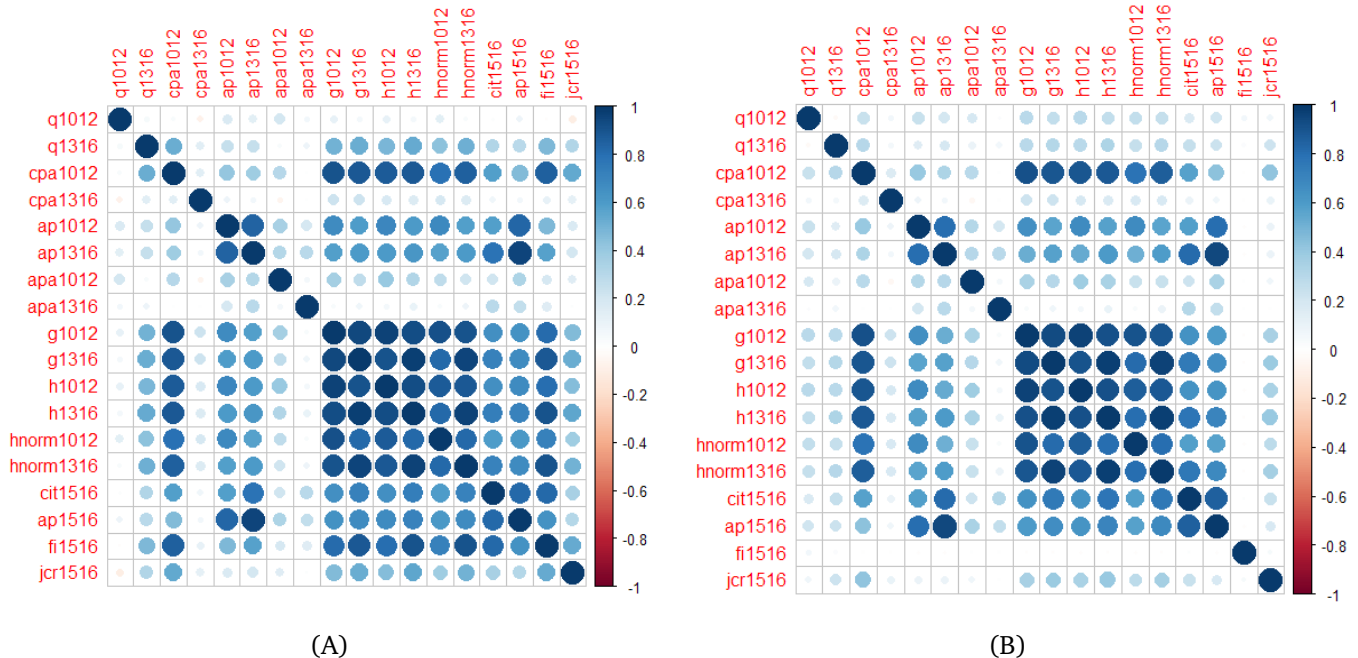 q1012
q1316
cpa1012
cpa1316
ap1012
ap1316
apa1012
apa1316
g1012
g1316
h1012
h1316
hnorm1012
hnorm1316
cit1516
ap1516
fi1516
jcr1516
q1012
q1316
cpa1012
cpa1316
ap1012
ap1316
apa1012
apa1316
g1012
g1316
h1012
h1316
hnorm1012
hnorm1316
cit1516
ap1516
fi1516
jcr1516
1
0.8
0.6
0.4
0.2
0
-0.2
-0.4
-0.6
-0.8
-1
(A)
q1012
q1316
cpa1012
cpa1316
ap1012
ap1316
apa1012
apa1316
g1012
g1316
h1012
h1316
hnorm1012
hnorm1316
cit1516
ap1516
fi1516
jcr1516
q1012
q1316
cpa1012
cpa1316
ap1012
ap1316
apa1012
apa1316
g1012
g1316
h1012
h1316
hnorm1012
hnorm1316
cit1516
ap1516
fi1516
jcr1516
1
0.8
0.6
0.4
0.2
0
-0.2
-0.4
-0.6
-0.8
-1
(B)